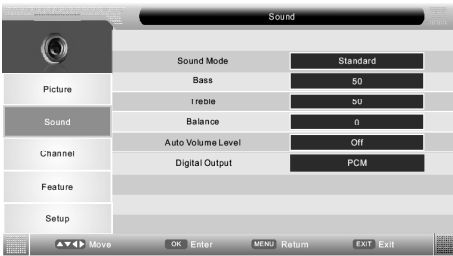 Sound
Picture
Sound
Channel
Feature
Setup
Sound Mode Standard
Bass 50
Treble 50
Balance 0
Auto Volume Level Off
Digital Output PCM
Move OK Enter MENU Return EXIT Exit